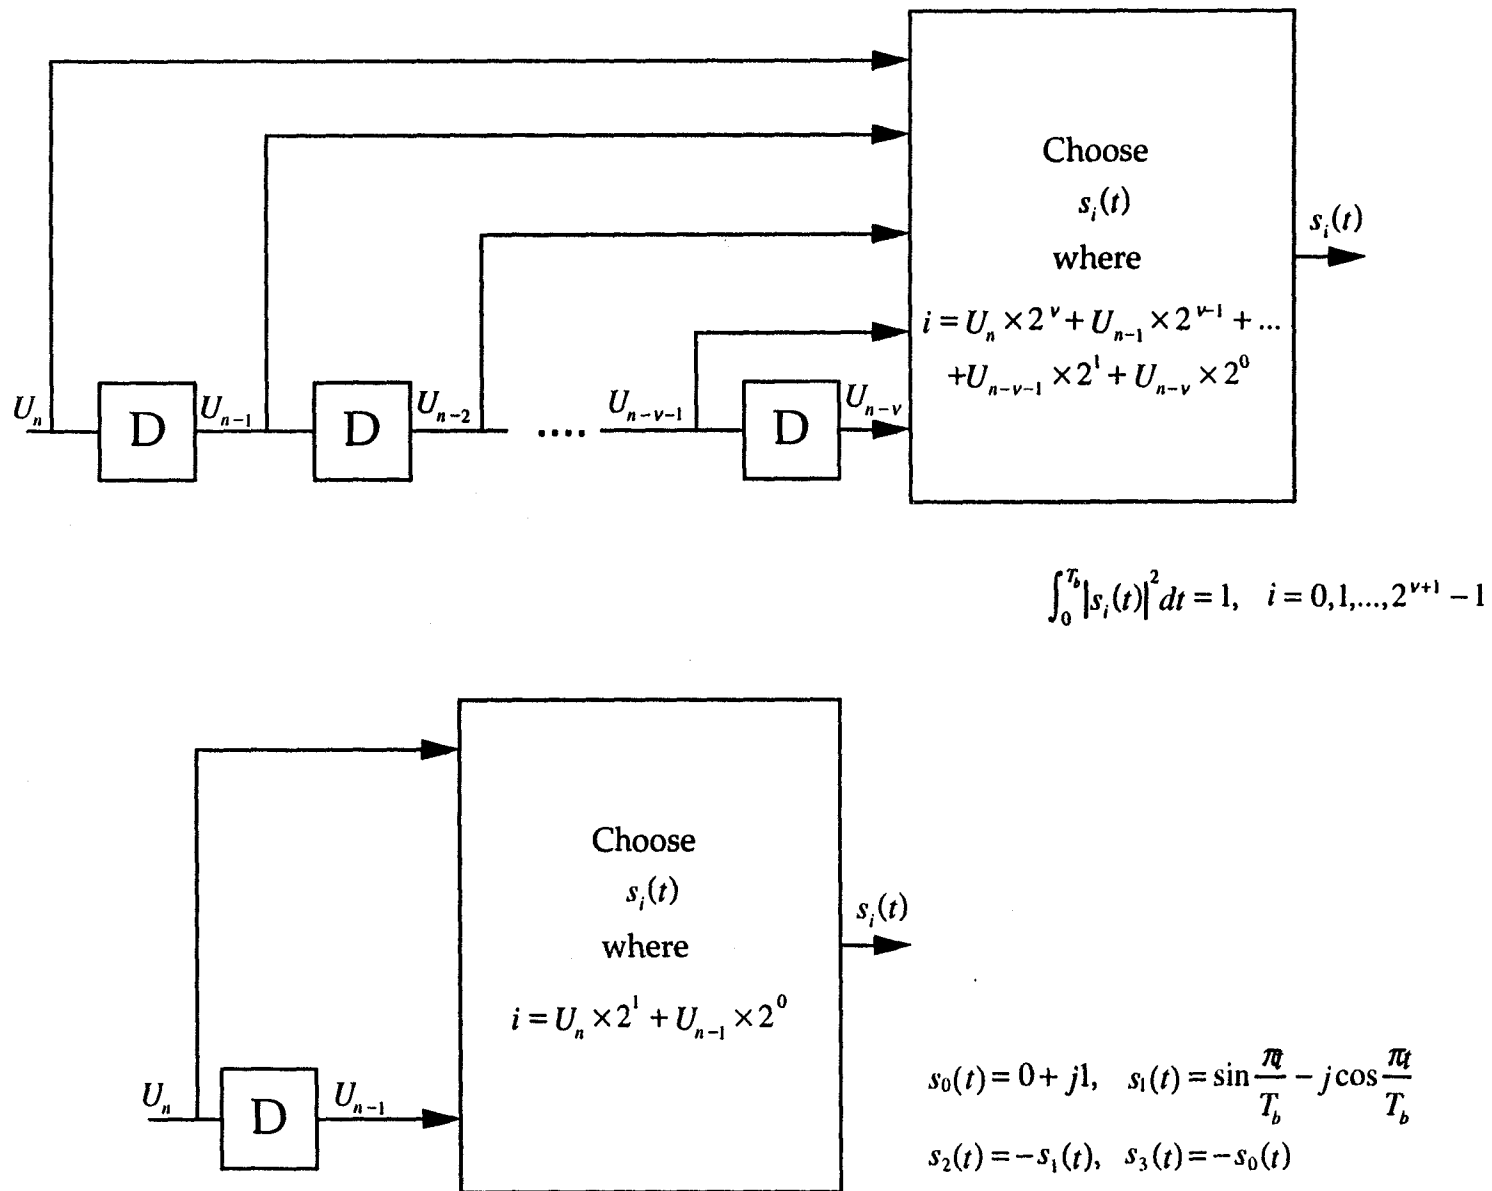 Choose
s_i(t)
where
i = U_n × 2^ν + U_{n-1} × 2^{ν-1} + ...
+U_{n-ν-1} × 2^1 + U_{n-ν} × 2^0
s_i(t)
U_n
D
U_{n-1}
D
U_{n-2}
....
U_{n-ν-1}
D
U_{n-ν}
∫_0^{T_b} |s_i(t)|^2 dt = 1, i = 0,1,...,2^{ν+1} − 1
Choose
s_i(t)
where
i = U_n × 2^1 + U_{n-1} × 2^0
s_i(t)
U_n
D
U_{n-1}
s_0(t) = 0 + j1, s_1(t) = sin πt/T_b − j cos πt/T_b
s_2(t) = −s_1(t), s_3(t) = −s_0(t)